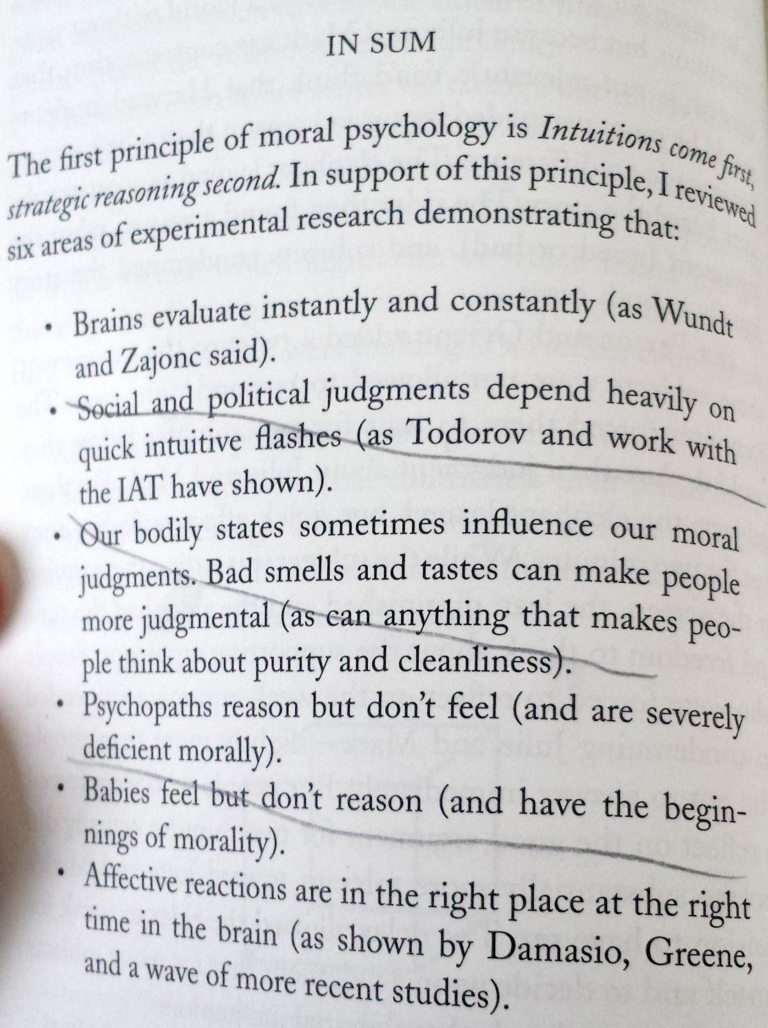 IN SUM
The first principle of moral psychology is Intuitions come first,
strategic reasoning second. In support of this principle, I reviewed
six areas of experimental research demonstrating that:
• Brains evaluate instantly and constantly (as Wundt
and Zajonc said).
• Social and political judgments depend heavily on
quick intuitive flashes (as Todorov and work with
the IAT have shown).
• Our bodily states sometimes influence our moral
judgments. Bad smells and tastes can make people
more judgmental (as can anything that makes peo-
ple think about purity and cleanliness).
• Psychopaths reason but don't feel (and are severely
deficient morally).
• Babies feel but don't reason (and have the begin-
nings of morality).
• Affective reactions are in the right place at the right
time in the brain (as shown by Damasio, Greene,
and a wave of more recent studies).